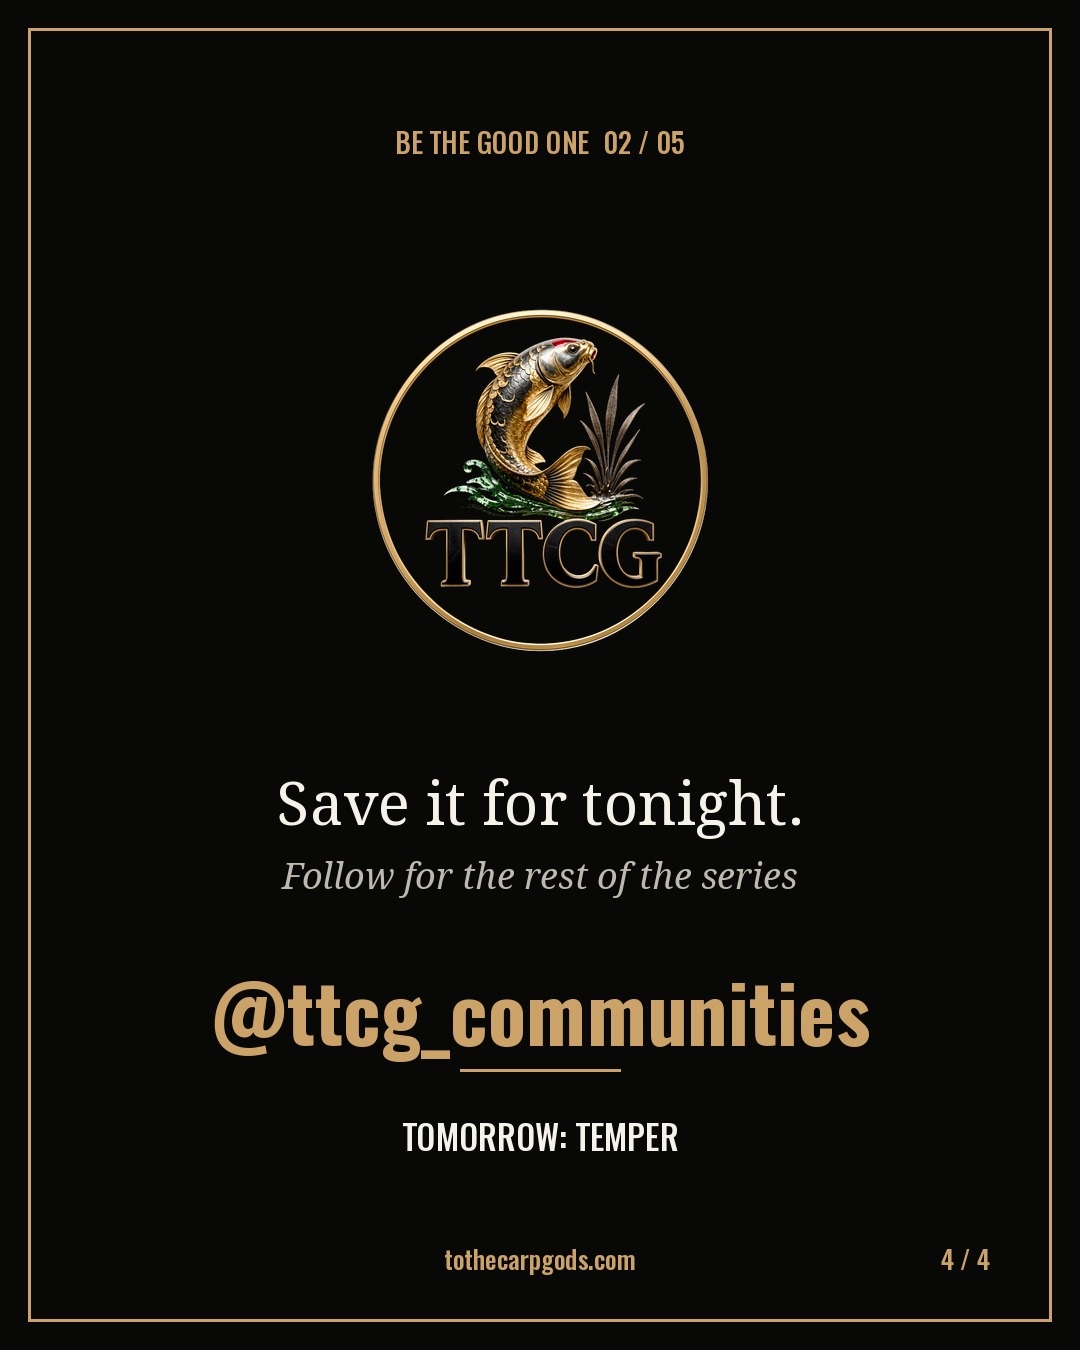 BE THE GOOD ONE 02 / 05
TTCG
Save it for tonight.
Follow for the rest of the series
@ttcg_communities
TOMORROW: TEMPER
tothecarpgods.com
4 / 4